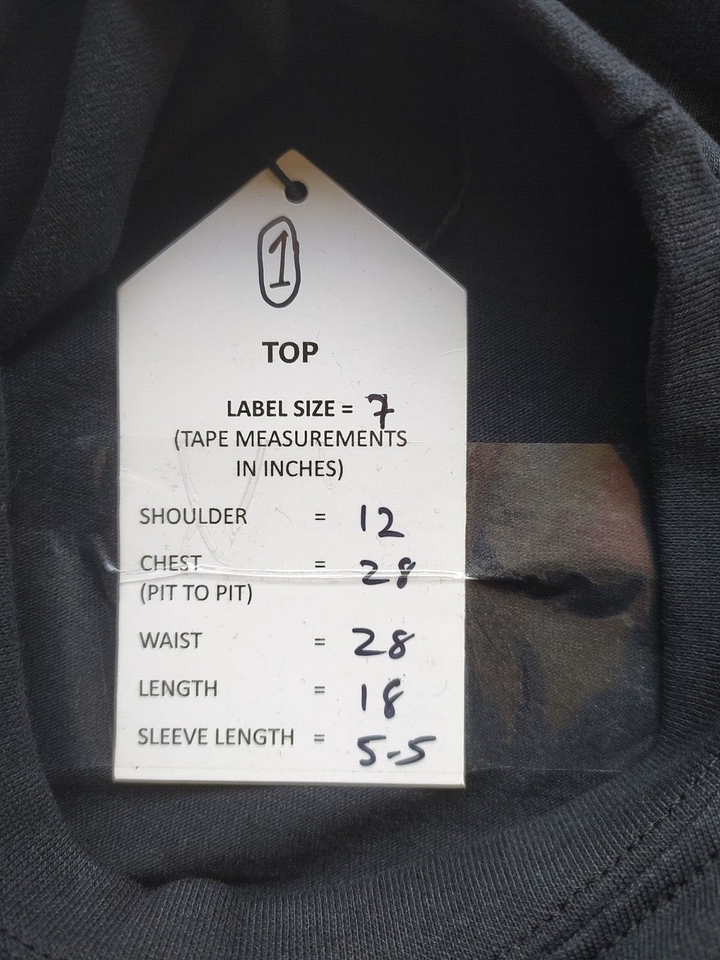 1
TOP
LABEL SIZE = 7
(TAPE MEASUREMENTS
IN INCHES)
SHOULDER = 12
CHEST = 28
(PIT TO PIT)
WAIST = 28
LENGTH = 18
SLEEVE LENGTH = 5-5